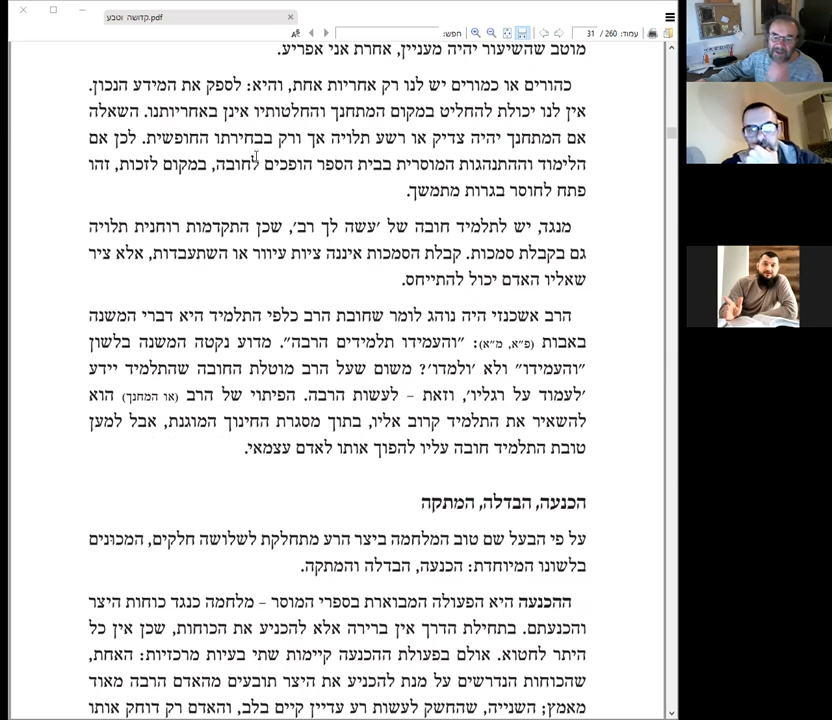 קדושה וטבע.pdf
עמוד: 31 / 260
חפשׂ:
מוטב שהשיעור יהיה מעניין, אחרת אני אפריע.
כהורים או כמורים יש לנו רק אחריות אחת, והיא: לספק את המידע הנכון.
אין לנו יכולת להחליט במקום המתחנך והחלטותיו אינן באחריותנו. השאלה
אם המתחנך יהיה צדיק או רשע תלויה אך ורק בבחירתו החופשית. לכן אם
הלימוד וההתנהגות המוסרית בבית הספר הופכים לחובה, במקום לזכות, זהו
פתח לחוסר בגרות מתמשך.
מנגד, יש לתלמיד חובה של 'עשה לך רב', שכן התקדמות רוחנית תלויה
גם בקבלת סמכות. קבלת הסמכות איננה ציות עיוור או השתעבדות, אלא ציר
שאליו האדם יכול להתייחס.
הרב אשכנזי היה נוהג לומר שחובת הרב כלפי התלמיד היא דברי המשנה
באבות (פ״א, מ״א): ״והעמידו תלמידים הרבה״. מדוע נקטה המשנה בלשון
״והעמידו״ ולא 'ולמדו'? משום שעל הרב מוטלת החובה שהתלמיד יידע
'לעמוד על רגליו', וזאת – לעשות הרבה. הפיתוי של הרב (או המחנך) הוא
להשאיר את התלמיד קרוב אליו, בתוך מסגרת החינוך המוגנת, אבל למען
טובת התלמיד חובה עליו להפוך אותו לאדם עצמאי.
הכנעה, הבדלה, המתקה
על פי הבעל שם טוב המלחמה ביצר הרע מתחלקת לשלושה חלקים, המכונים
בלשונו המיוחדת: הכנעה, הבדלה והמתקה.
ההכנעה היא הפעולה המבוארת בספרי המוסר – מלחמה כנגד כוחות היצר
והכנעתם. בתחילת הדרך אין ברירה אלא להכניע את הכוחות, שכן אין כל
היתר לחטוא. אולם בפעולת ההכנעה קיימות שתי בעיות מרכזיות: האחת,
שהכוחות הנדרשים על מנת להכניע את היצר תובעים מהאדם הרבה מאוד
מאמץ; השנייה, שהחשק לעשות רע עדיין קיים בלב, והאדם רק דוחק אותו